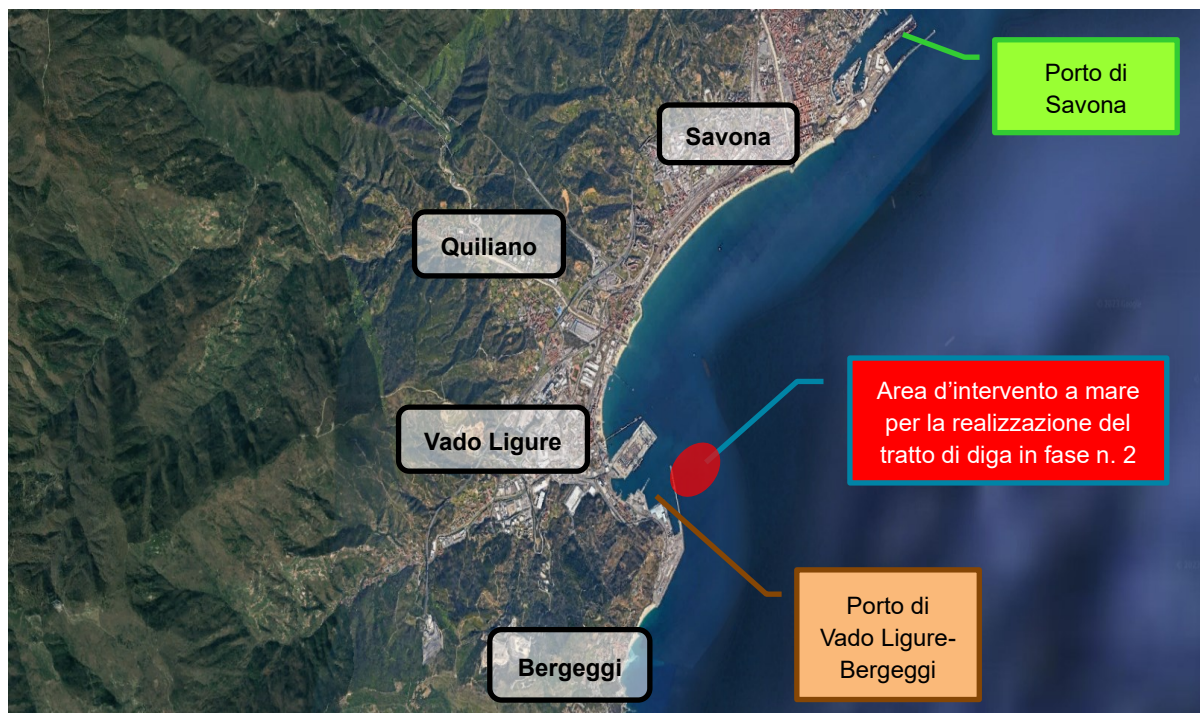 Porto di
Savona
Savona
Quiliano
Area d'intervento a mare
per la realizzazione del
tratto di diga in fase n. 2
Vado Ligure
Porto di
Vado Ligure-
Bergeggi
Bergeggi